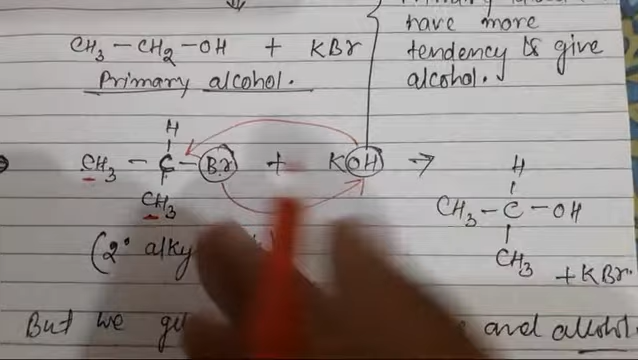 have more
CH3 - CH2 - OH + KBr
tendency to give
Primary alcohol.
alcohol.
H
CH3 - C - Br + KOH →
CH3
H
CH3 - C - OH
CH3
+ KBr
(2° alky
But we
and alcohol.